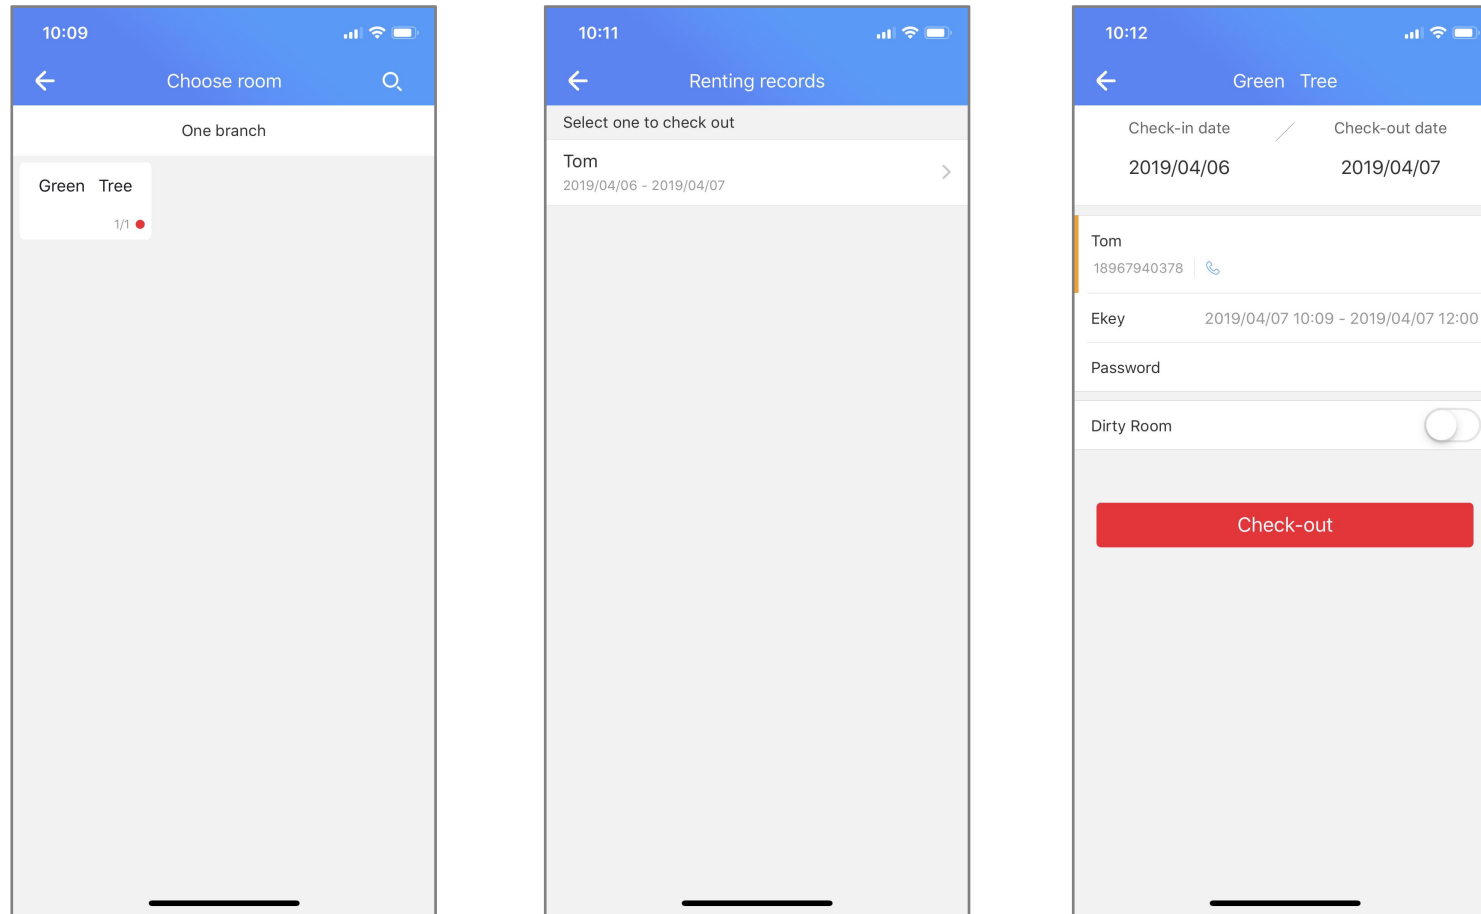 10:09
Choose room
One branch
Green Tree
1/1
10:11
Renting records
Select one to check out
Tom
2019/04/06 - 2019/04/07
10:12
Green Tree
Check-in date
Check-out date
2019/04/06
2019/04/07
Tom
18967940378
Ekey 2019/04/07 10:09 - 2019/04/07 12:00
Password
Dirty Room
Check-out